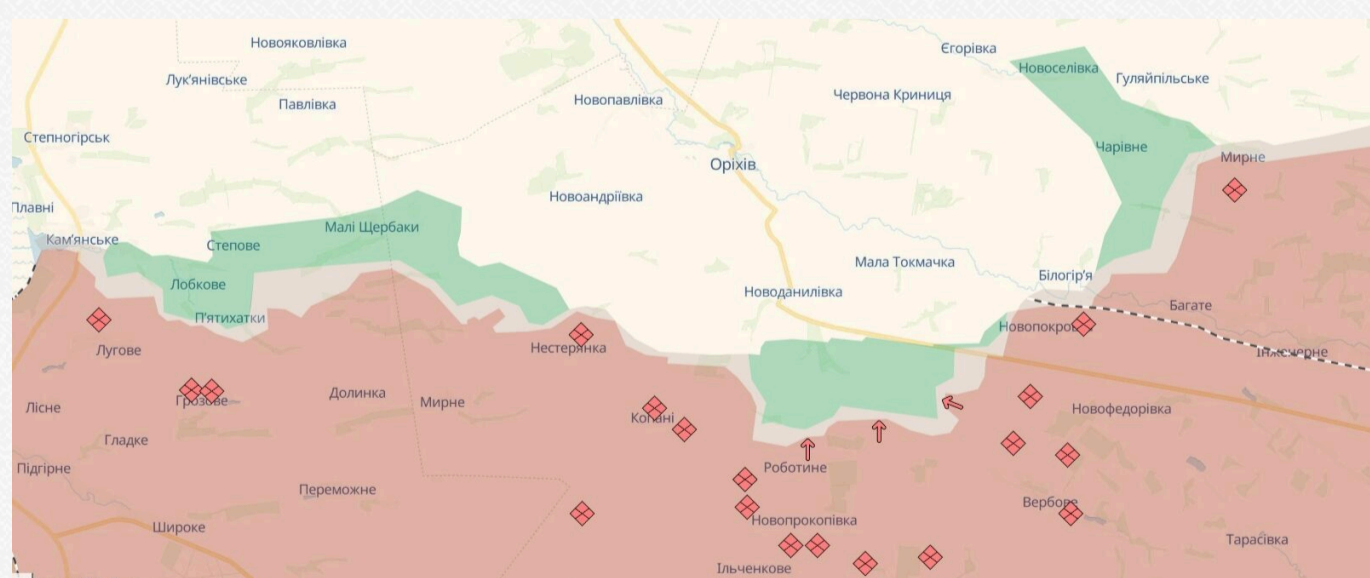 Новояковлівка
Єгорівка
Новоселівка
Гуляйпільське
Лук'янівське
Павлівка
Новопавлівка
Червона Криниця
Степногірськ
Чарівне
Мирне
Оріхів
Новоандріївка
Плавні
Малі Щербаки
Кам'янське
Степове
Мала Токмачка
Білогір'я
Лобкове
Новоданилівка
Багате
П'ятихатки
Новопокров
Лугове
Нестерянка
Інженерне
Долинка
Мирне
Грозове
Лісне
Копані
Новофедорівка
Гладке
Підгірне
Роботине
Переможне
Вербове
Широке
Новопрокопівка
Тарасівка
Ільченкове